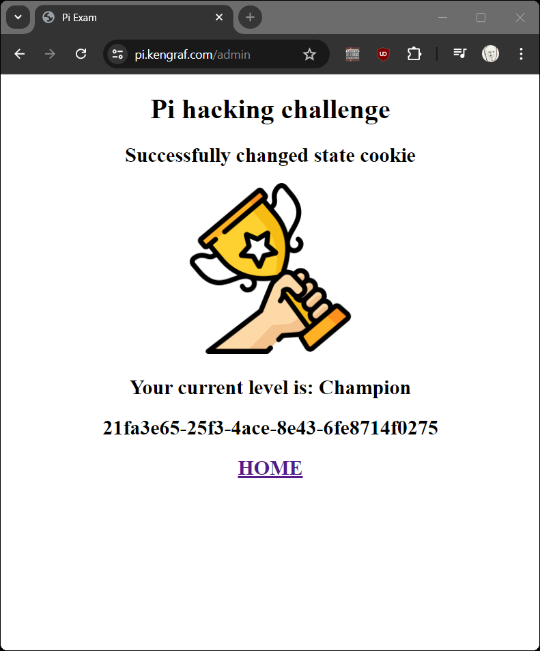 Pi Exam
pi.kengraf.com/admin
Pi hacking challenge
Successfully changed state cookie
Your current level is: Champion
21fa3e65-25f3-4ace-8e43-6fe8714f0275
HOME